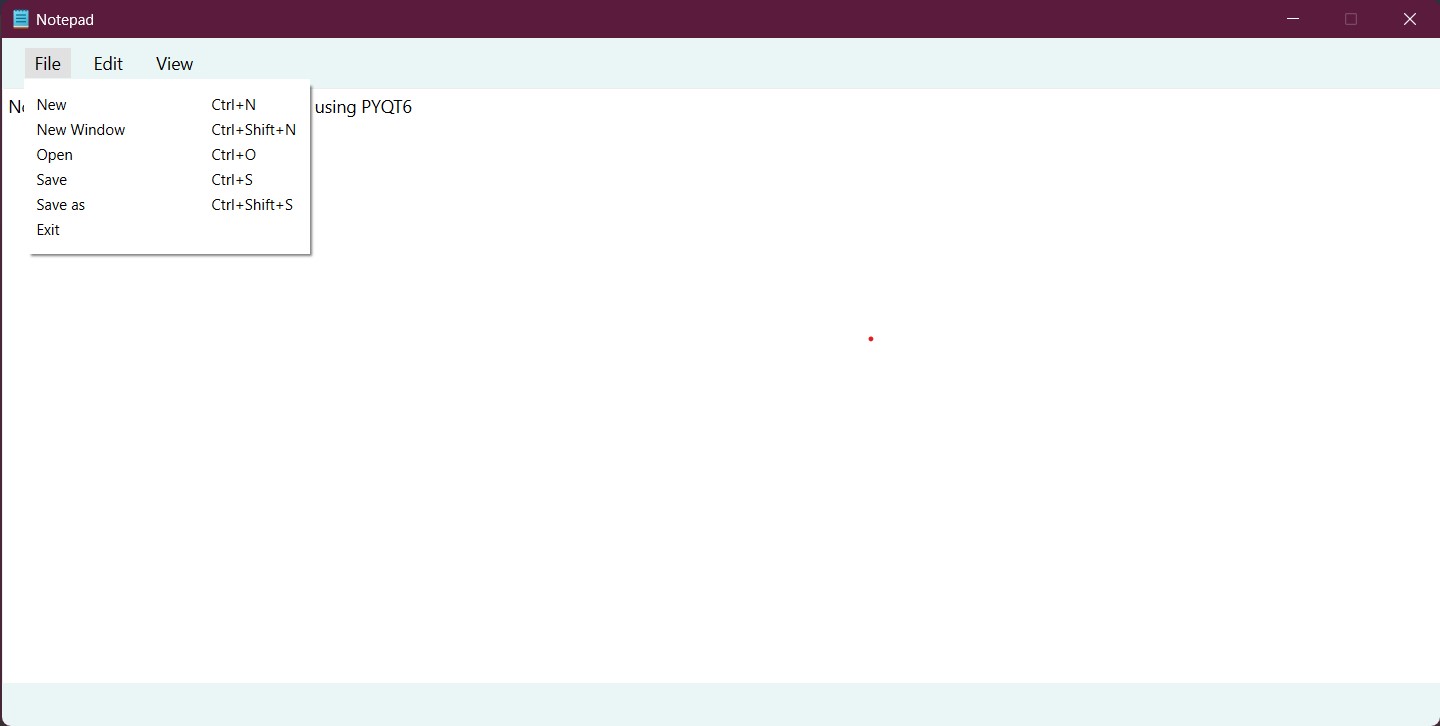 Notepad
File Edit View
using PYQT6
New Ctrl+N
New Window Ctrl+Shift+N
Open Ctrl+O
Save Ctrl+S
Save as Ctrl+Shift+S
Exit